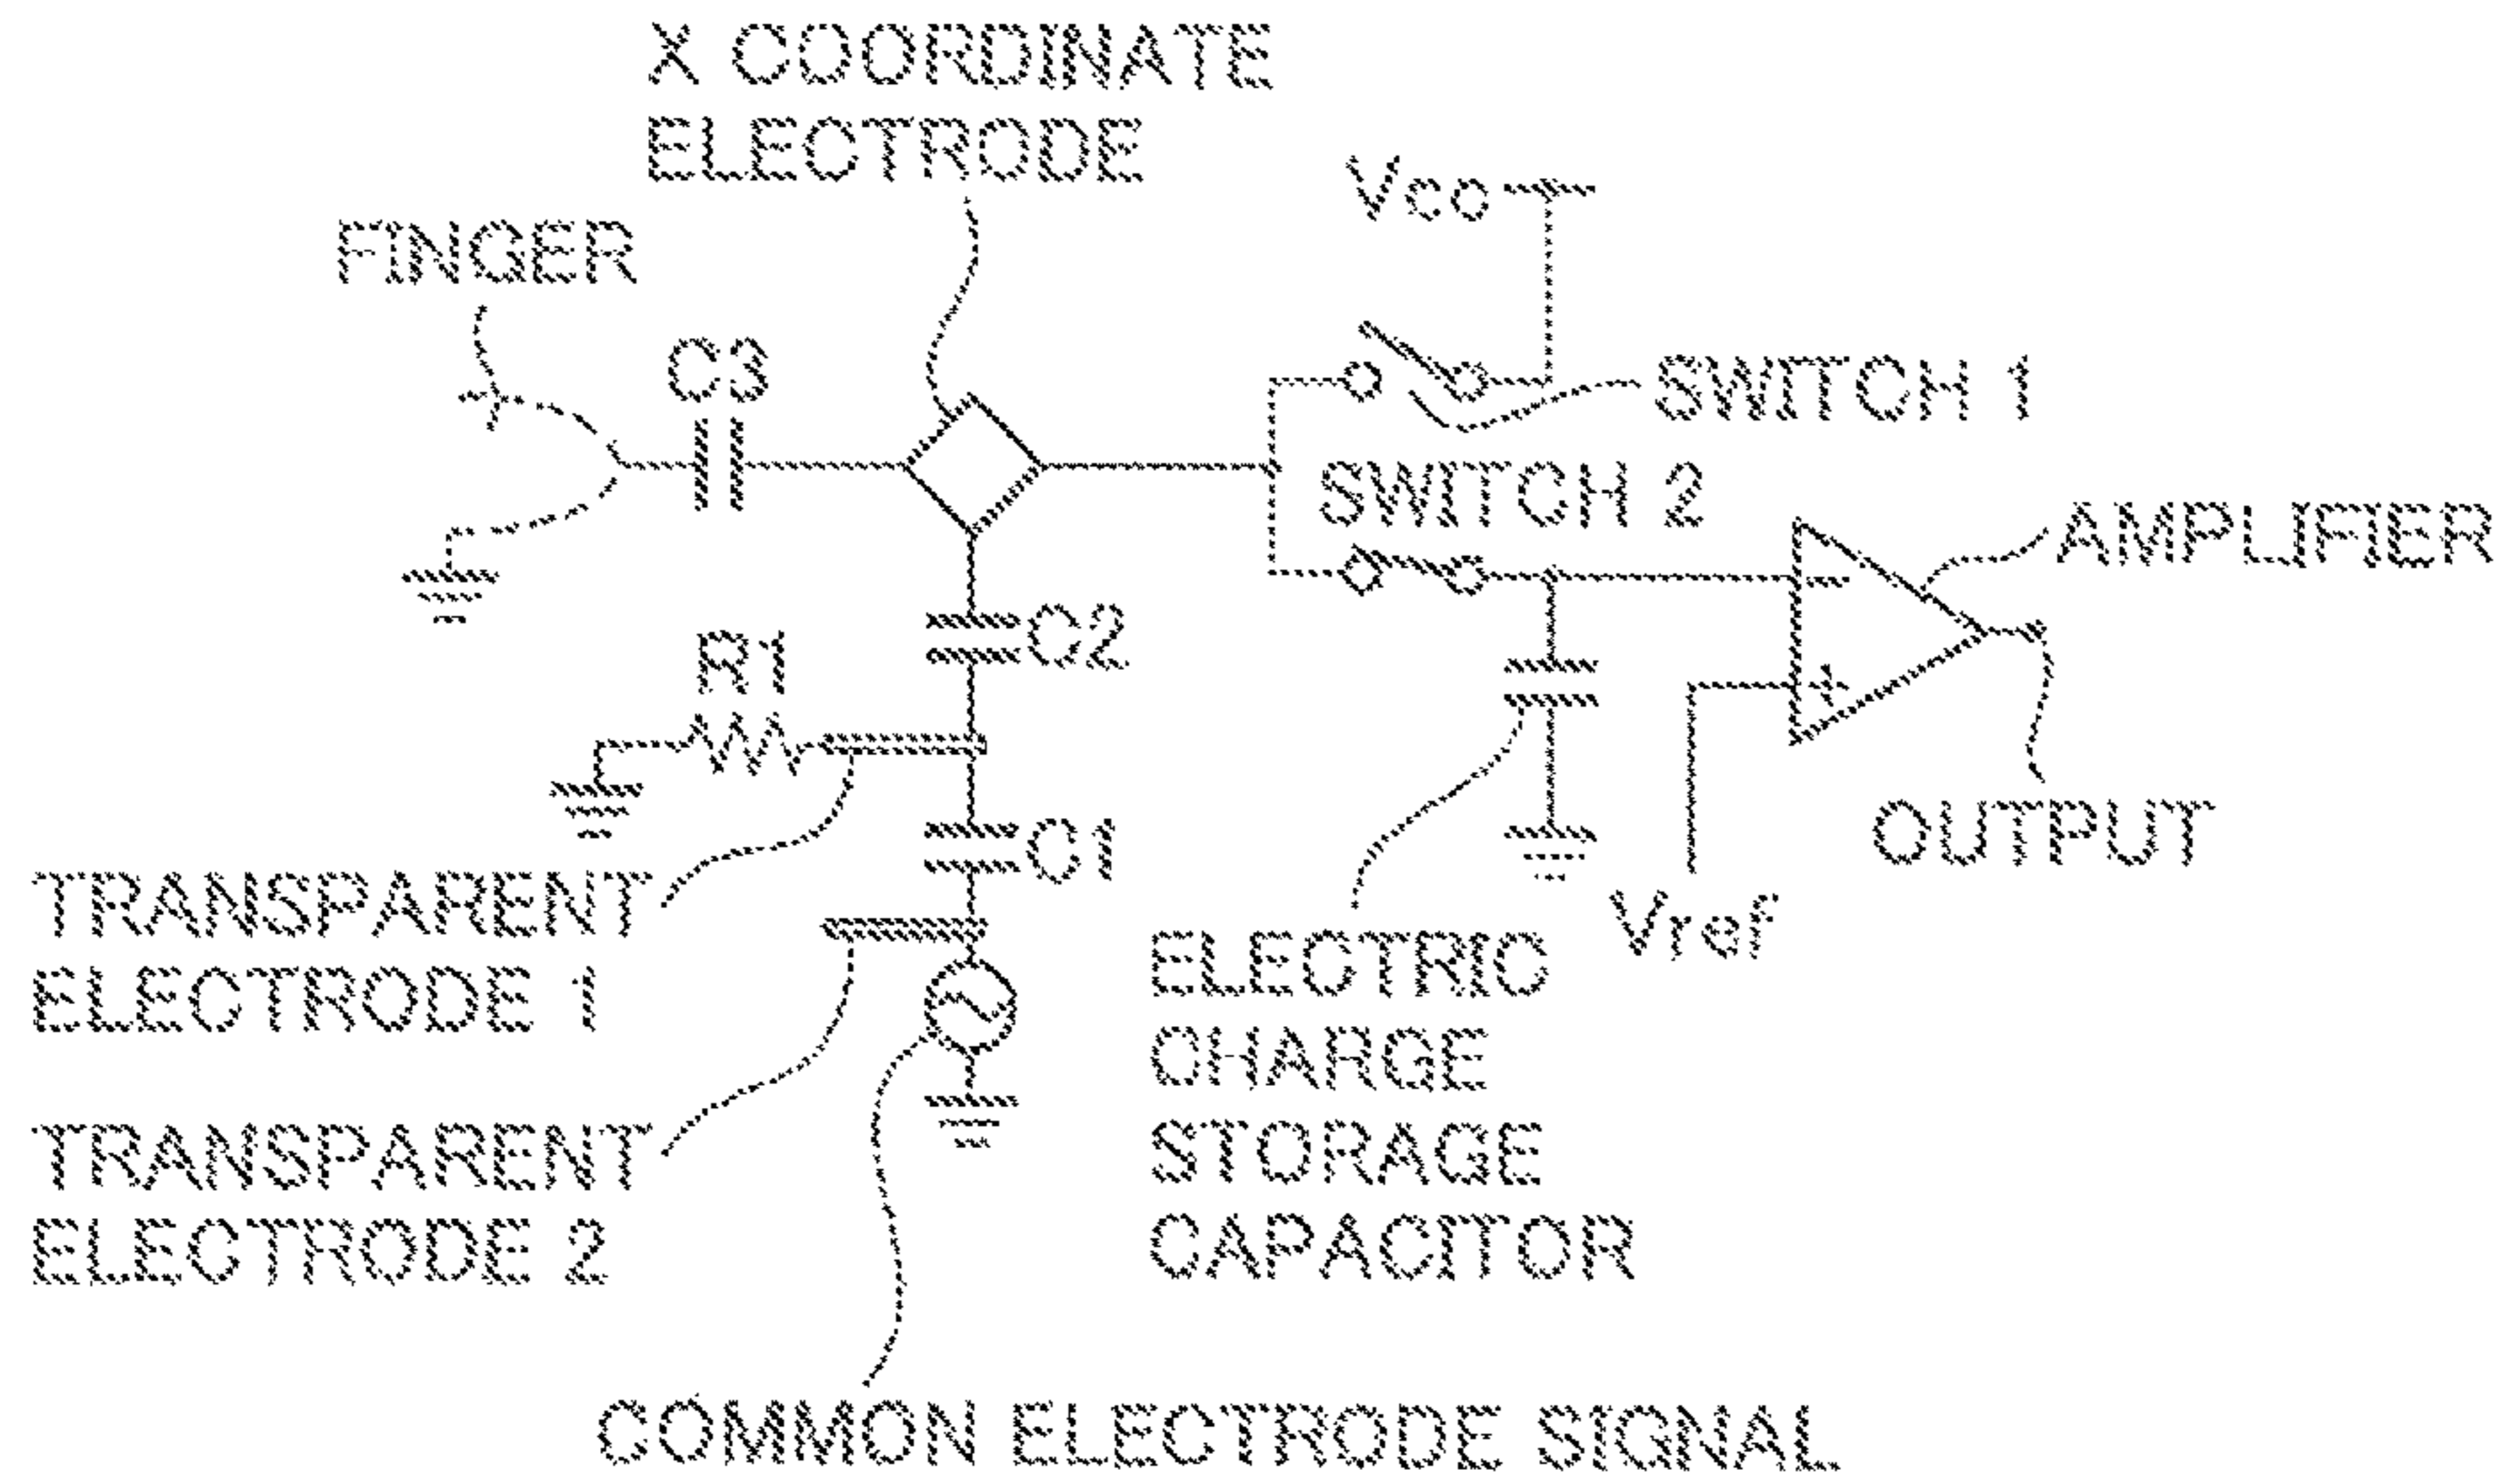 X COORDINATE
ELECTRODE
Vcc
FINGER
C3
SWITCH 1
SWITCH 2
AMPLIFIER
−
C2
R1
+
OUTPUT
C1
TRANSPARENT
ELECTRODE 1
Vref
ELECTRIC
CHARGE
STORAGE
CAPACITOR
TRANSPARENT
ELECTRODE 2
COMMON ELECTRODE SIGNAL